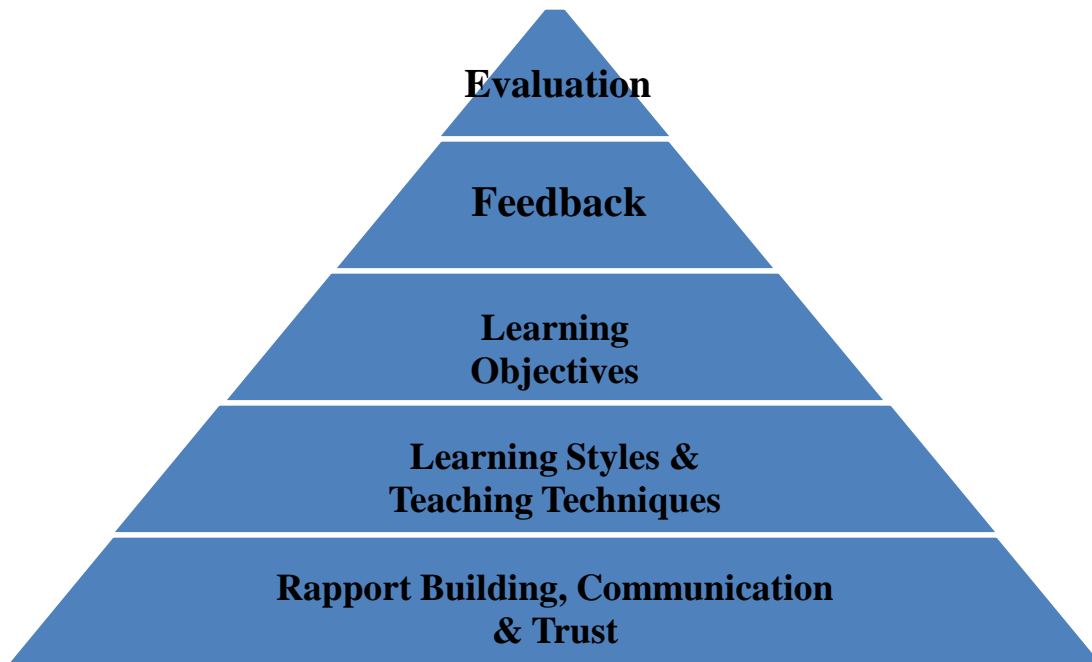 Evaluation
Feedback
Learning
Objectives
Learning Styles &
Teaching Techniques
Rapport Building, Communication
& Trust